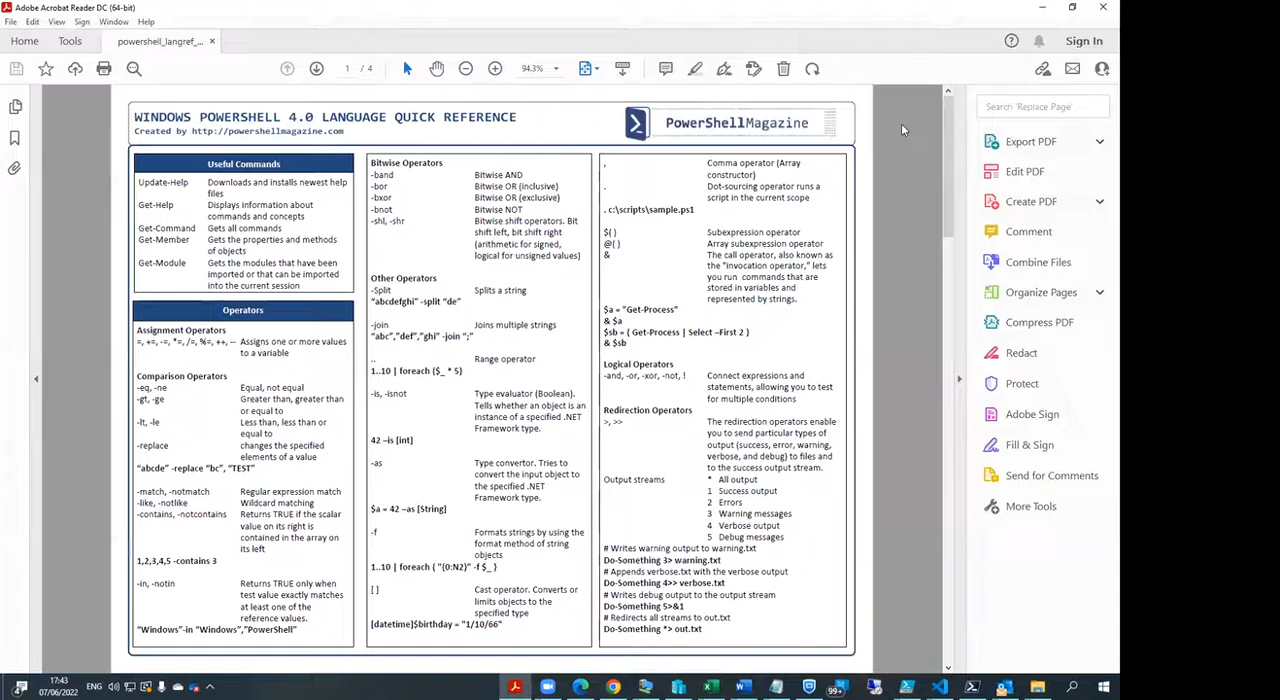 Adobe Acrobat Reader DC (64-bit)
File Edit View Sign Window Help
Home Tools powershell_langref_... ×
Sign In
1 / 4 94.3%
WINDOWS POWERSHELL 4.0 LANGUAGE QUICK REFERENCE
Created by http://powershellmagazine.com
PowerShellMagazine
Useful Commands
Update-Help Downloads and installs newest help
files
Get-Help Displays information about
commands and concepts
Get-Command Gets all commands
Get-Member Gets the properties and methods
of objects
Get-Module Gets the modules that have been
imported or that can be imported
into the current session
Operators
Assignment Operators
=, +=, -=, *=, /=, %=, ++, -- Assigns one or more values
to a variable
Comparison Operators
-eq, -ne Equal, not equal
-gt, -ge Greater than, greater than
or equal to
-lt, -le Less than, less than or
equal to
-replace changes the specified
elements of a value
“abcde” -replace “bc”, “TEST”
-match, -notmatch Regular expression match
-like, -notlike Wildcard matching
-contains, -notcontains Returns TRUE if the scalar
value on its right is
contained in the array on
its left
1,2,3,4,5 -contains 3
-in, -notin Returns TRUE only when
test value exactly matches
at least one of the
reference values.
“Windows”-in “Windows”,”PowerShell”
Bitwise Operators
-band Bitwise AND
-bor Bitwise OR (inclusive)
-bxor Bitwise OR (exclusive)
-bnot Bitwise NOT
-shl, -shr Bitwise shift operators. Bit
shift left, bit shift right
(arithmetic for signed,
logical for unsigned values)
Other Operators
-Split Splits a string
“abcdefghi” -split “de”
-join Joins multiple strings
“abc”,”def”,”ghi” -join “;”
.. Range operator
1..10 | foreach {$_ * 5}
-is, -isnot Type evaluator (Boolean).
Tells whether an object is an
instance of a specified .NET
Framework type.
42 –is [int]
-as Type convertor. Tries to
convert the input object to
the specified .NET
Framework type.
$a = 42 –as [String]
-f Formats strings by using the
format method of string
objects
1..10 | foreach { "{0:N2}" -f $_ }
[ ] Cast operator. Converts or
limits objects to the
specified type
[datetime]$birthday = "1/10/66"
, Comma operator (Array
constructor)
. Dot-sourcing operator runs a
script in the current scope
. c:\scripts\sample.ps1
$( ) Subexpression operator
@( ) Array subexpression operator
& The call operator, also known as
the "invocation operator," lets
you run commands that are
stored in variables and
represented by strings.
$a = "Get-Process"
& $a
$sb = { Get-Process | Select –First 2 }
& $sb
Logical Operators
-and, -or, -xor, -not, ! Connect expressions and
statements, allowing you to test
for multiple conditions
Redirection Operators
>, >> The redirection operators enable
you to send particular types of
output (success, error, warning,
verbose, and debug) to files and
to the success output stream.
Output streams * All output
1 Success output
2 Errors
3 Warning messages
4 Verbose output
5 Debug messages
# Writes warning output to warning.txt
Do-Something 3> warning.txt
# Appends verbose.txt with the verbose output
Do-Something 4>> verbose.txt
# Writes debug output to the output stream
Do-Something 5>&1
# Redirects all streams to out.txt
Do-Something *> out.txt
Search 'Replace Page'
Export PDF
Edit PDF
Create PDF
Comment
Combine Files
Organize Pages
Compress PDF
Redact
Protect
Adobe Sign
Fill & Sign
Send for Comments
More Tools
17:43
07/06/2022
ENG
99+